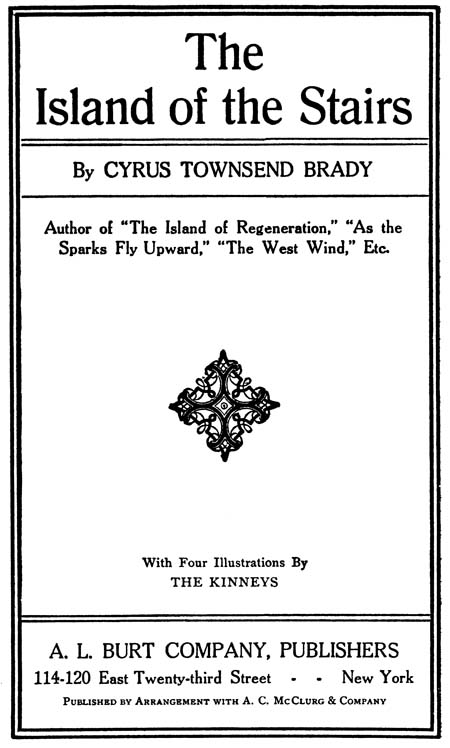 The
Island of the Stairs
By CYRUS TOWNSEND BRADY
Author of "The Island of Regeneration," "As the
Sparks Fly Upward," "The West Wind," Etc.
With Four Illustrations By
THE KINNEYS
A. L. BURT COMPANY, PUBLISHERS
114-120 East Twenty-third Street - - New York
PUBLISHED BY ARRANGEMENT WITH A. C. MCCLURG & COMPANY